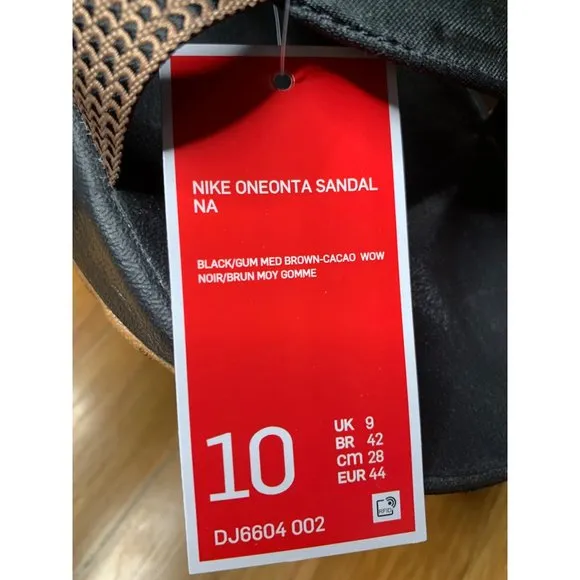 NIKE ONEONTA SANDAL
NA
BLACK/GUM MED BROWN-CACAO WOW
NOIR/BRUN MOY GOMME
10
UK 9
BR 42
cm 28
EUR 44
DJ6604 002
RFID